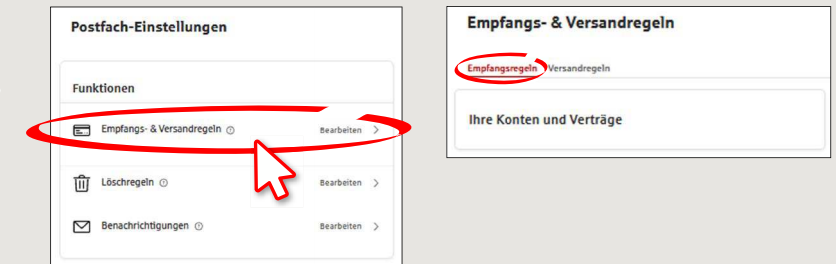 Postfach-Einstellungen
Funktionen
Empfangs- & Versandregeln Bearbeiten
Löschregeln Bearbeiten
Benachrichtigungen Bearbeiten
Empfangs- & Versandregeln
Empfangsregeln Versandregeln
Ihre Konten und Verträge